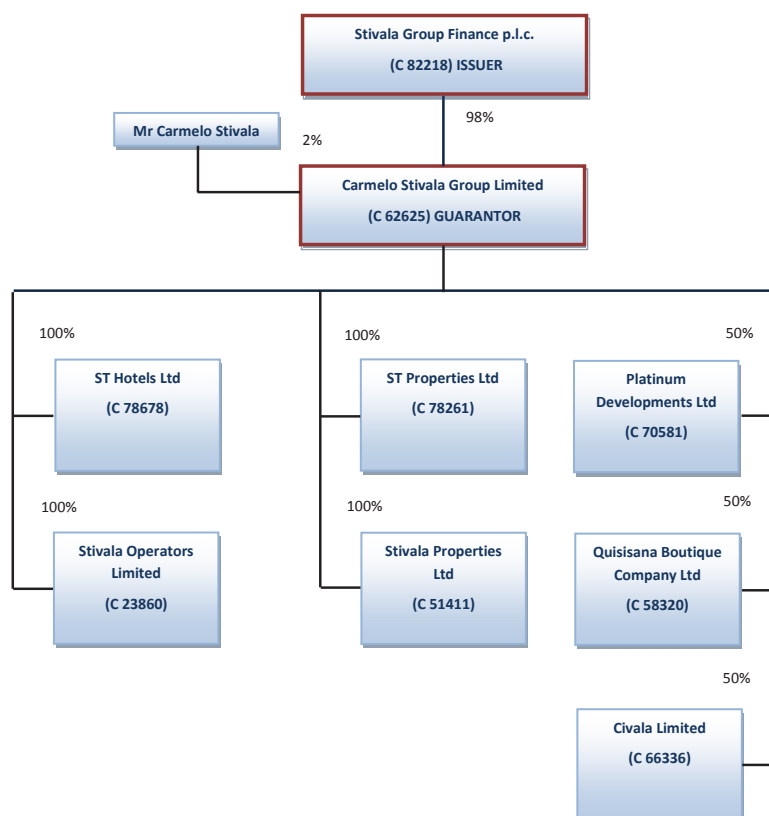 Stivala Group Finance p.l.c.
(C 82218) ISSUER
98%
Mr Carmelo Stivala
2%
Carmelo Stivala Group Limited
(C 62625) GUARANTOR
100%
100%
50%
ST Hotels Ltd
(C 78678)
ST Properties Ltd
(C 78261)
Platinum
Developments Ltd
(C 70581)
100%
100%
50%
Stivala Operators
Limited
(C 23860)
Stivala Properties
Ltd
(C 51411)
Quisisana Boutique
Company Ltd
(C 58320)
50%
Civala Limited
(C 66336)